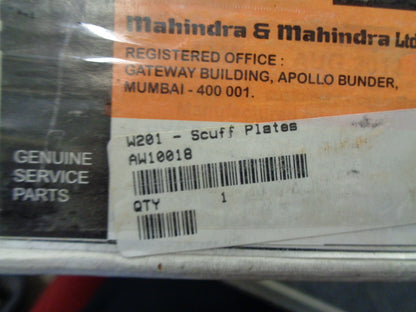 Mahindra & Mahindra Ltd
REGISTERED OFFICE :
GATEWAY BUILDING, APOLLO BUNDER,
MUMBAI - 400 001.
W201 - Scuff Plates
AW10018
QTY 1
GENUINE
SERVICE
PARTS